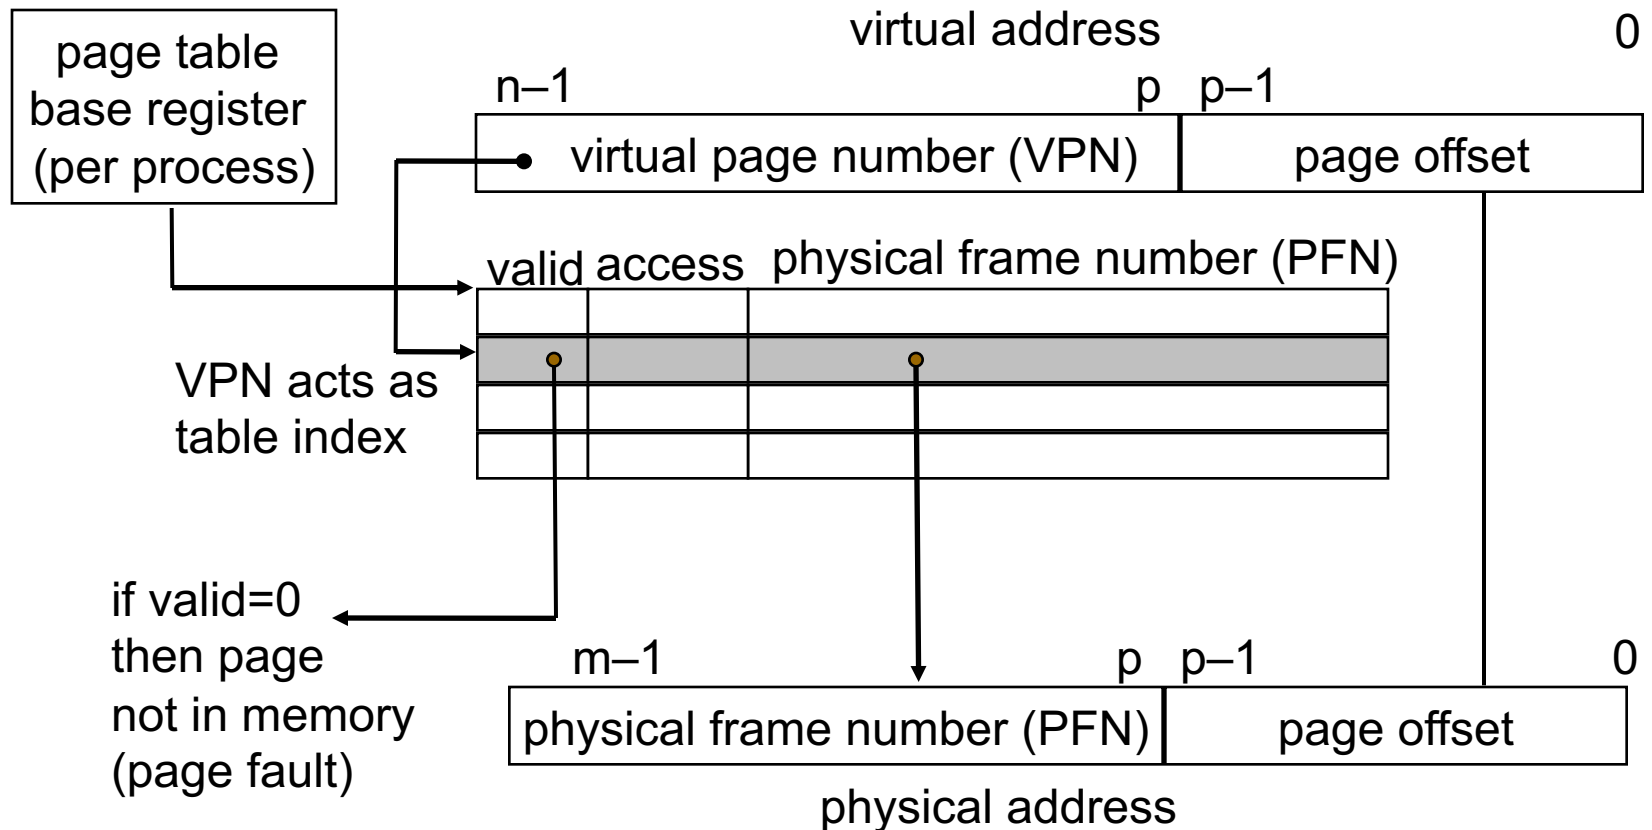 page table
base register
(per process)
virtual address
0
n–1
p
p–1
virtual page number (VPN)
page offset
valid
access
physical frame number (PFN)
VPN acts as
table index
if valid=0
then page
not in memory
(page fault)
m–1
p
p–1
0
physical frame number (PFN)
page offset
physical address